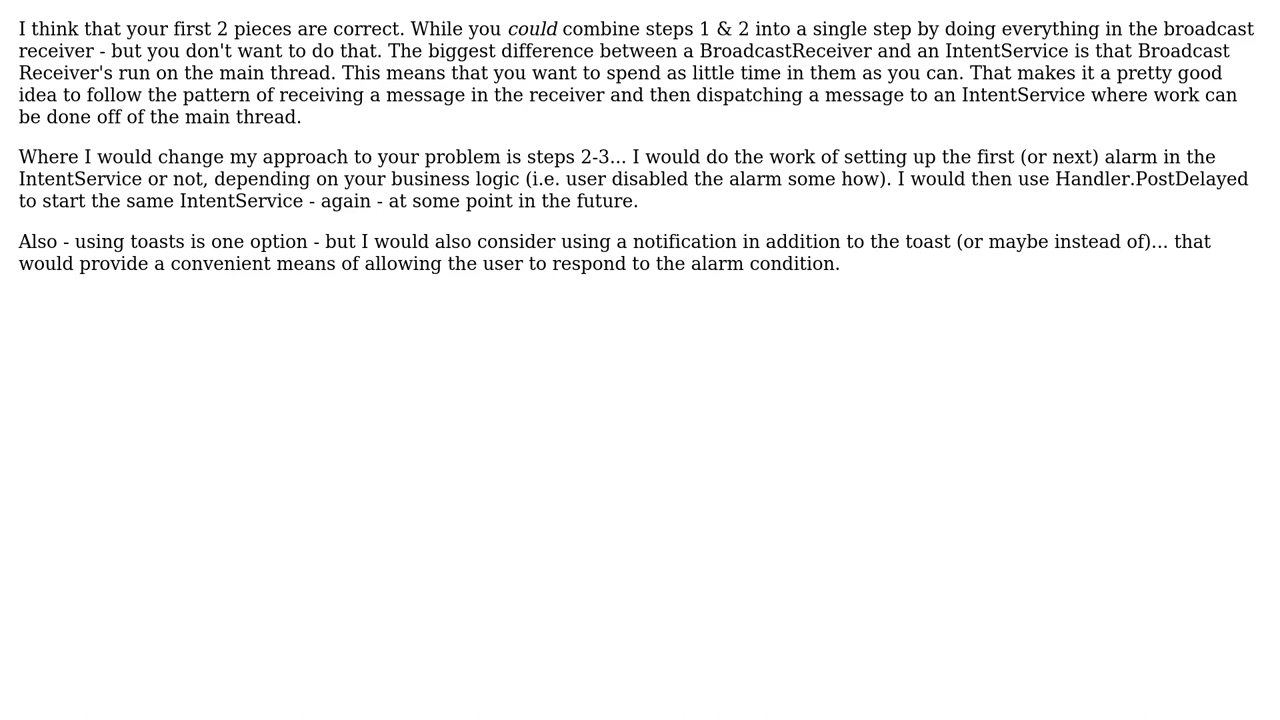 I think that your first 2 pieces are correct. While you could combine steps 1 & 2 into a single step by doing everything in the broadcast
receiver - but you don't want to do that. The biggest difference between a BroadcastReceiver and an IntentService is that Broadcast
Receiver's run on the main thread. This means that you want to spend as little time in them as you can. That makes it a pretty good
idea to follow the pattern of receiving a message in the receiver and then dispatching a message to an IntentService where work can
be done off of the main thread.
Where I would change my approach to your problem is steps 2-3... I would do the work of setting up the first (or next) alarm in the
IntentService or not, depending on your business logic (i.e. user disabled the alarm some how). I would then use Handler.PostDelayed
to start the same IntentService - again - at some point in the future.
Also - using toasts is one option - but I would also consider using a notification in addition to the toast (or maybe instead of)... that
would provide a convenient means of allowing the user to respond to the alarm condition.